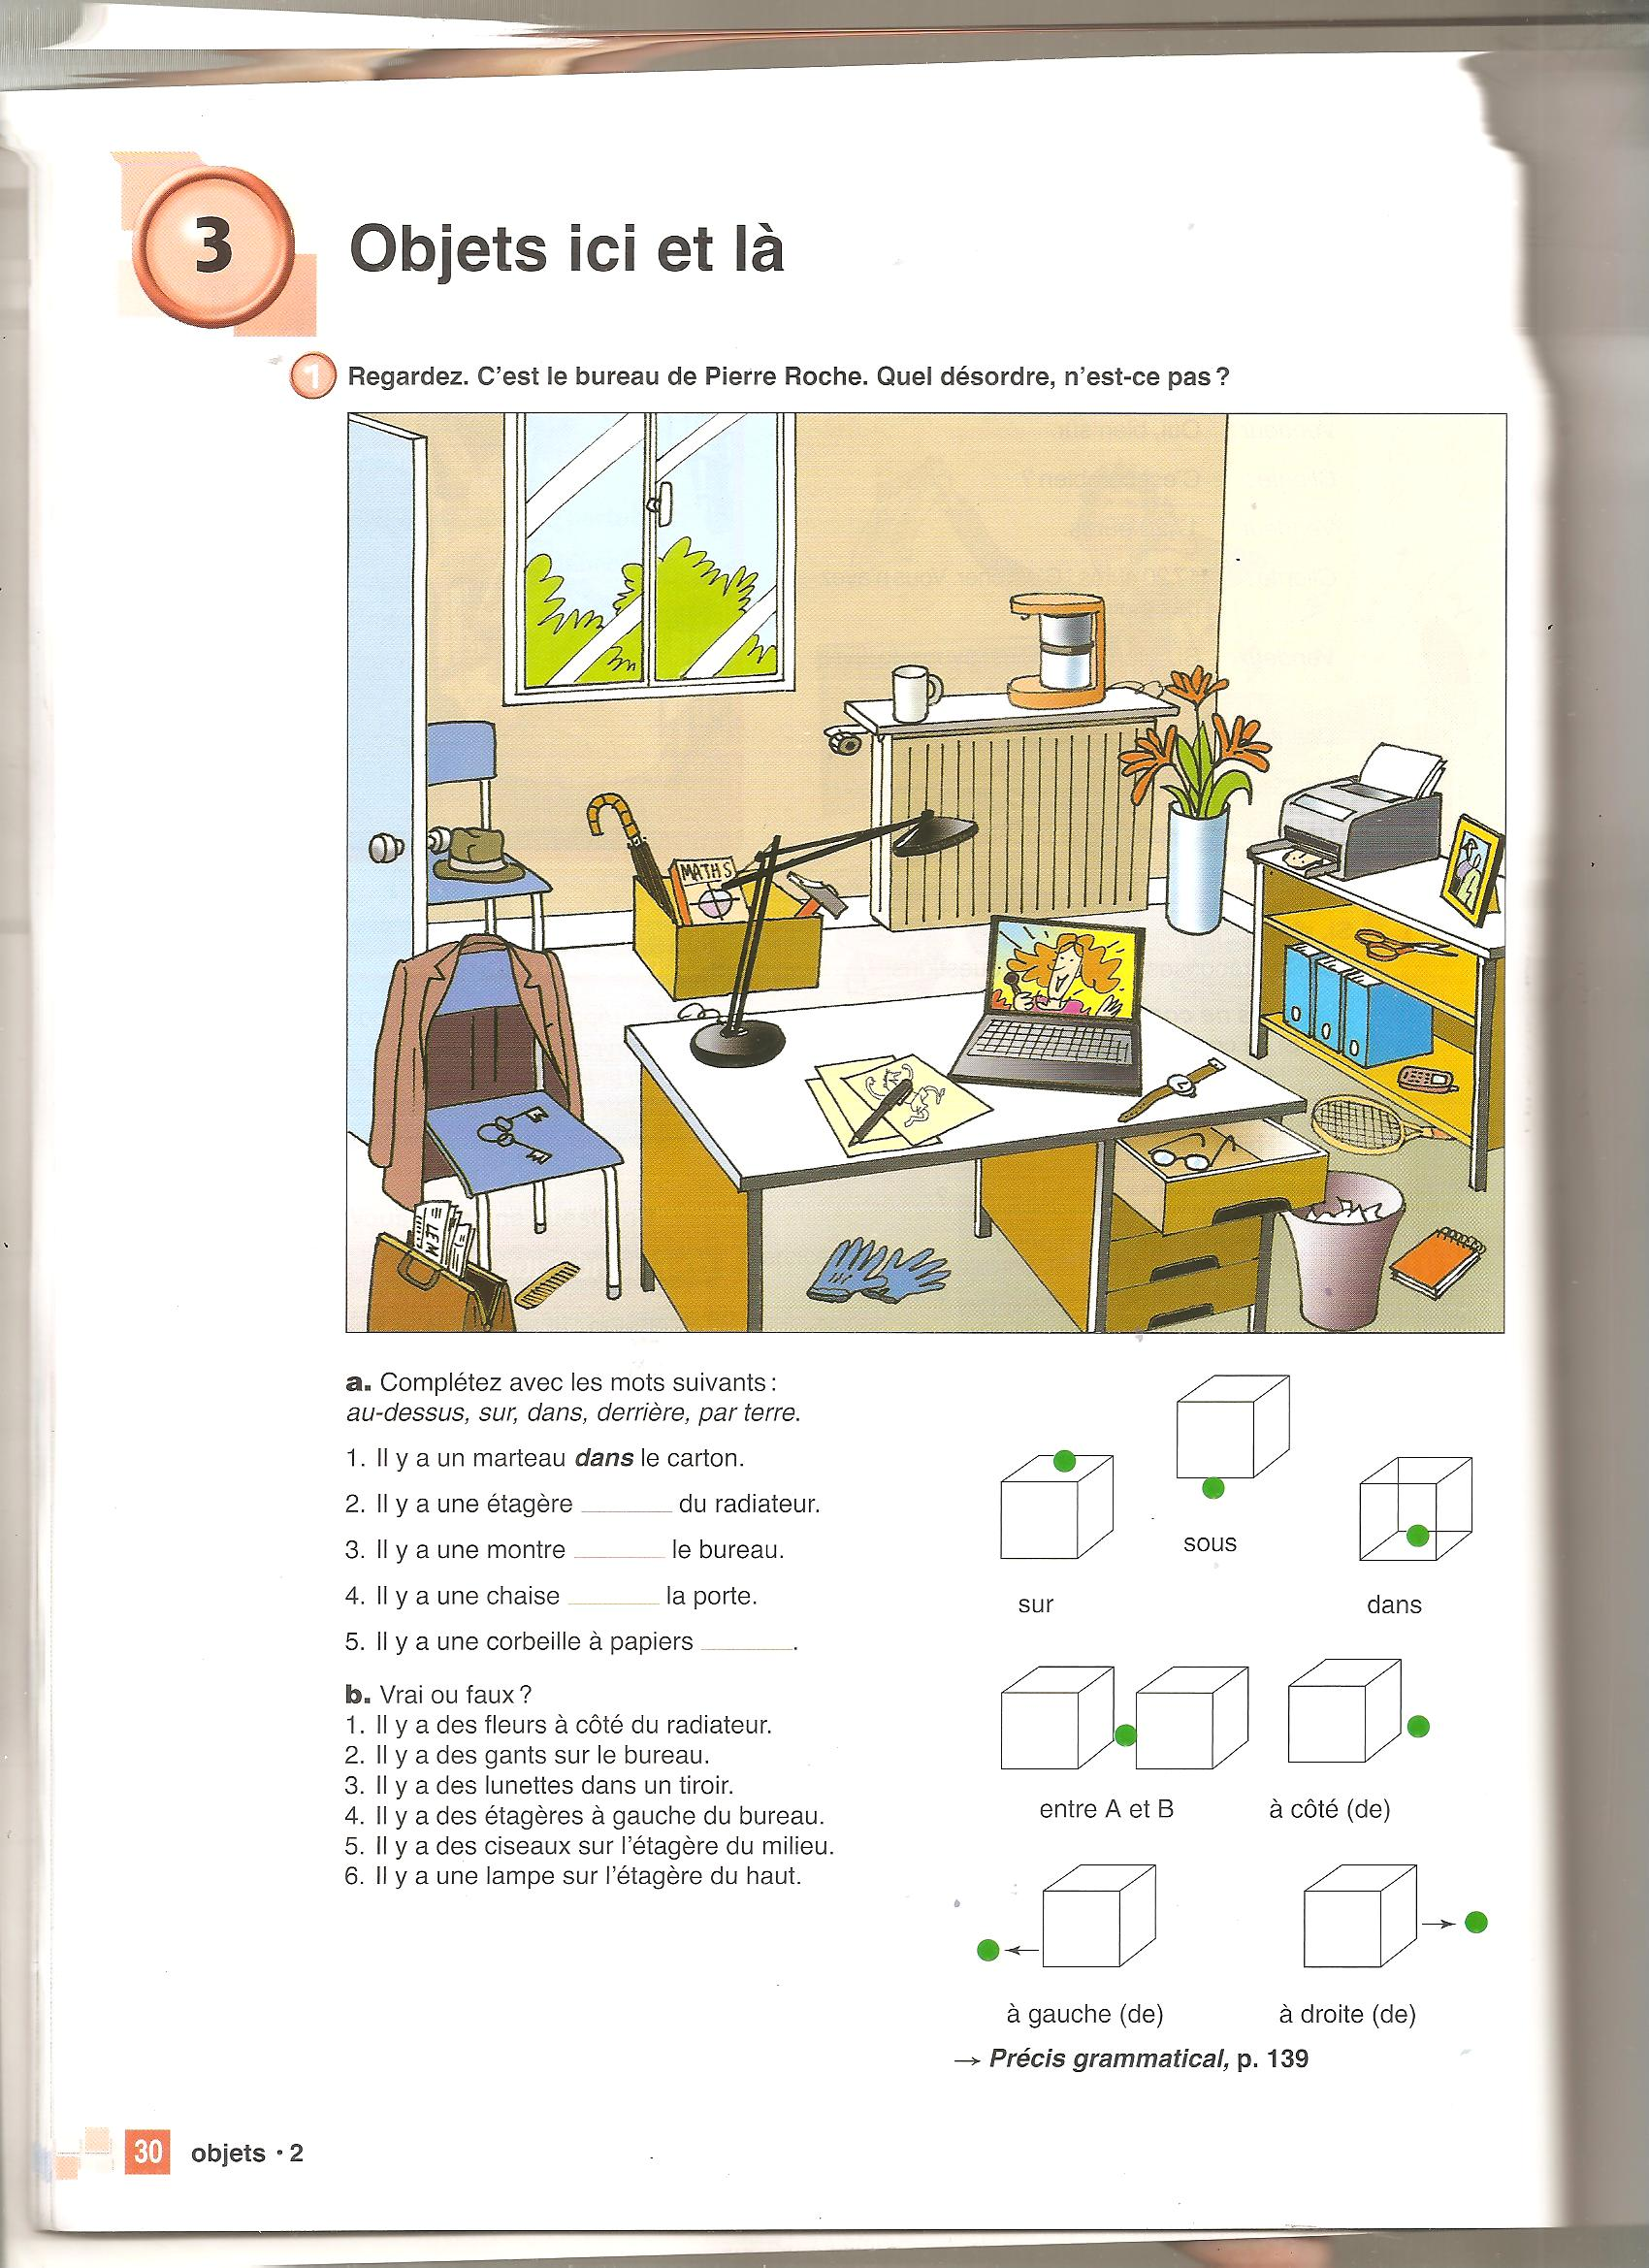 3
Objets ici et là
1 Regardez. C'est le bureau de Pierre Roche. Quel désordre, n'est-ce pas ?
MATHS
LEM
a. Complétez avec les mots suivants :
au-dessus, sur, dans, derrière, par terre.
1. Il y a un marteau dans le carton.
2. Il y a une étagère ______ du radiateur.
3. Il y a une montre ______ le bureau.
4. Il y a une chaise ______ la porte.
5. Il y a une corbeille à papiers ______.
b. Vrai ou faux ?
1. Il y a des fleurs à côté du radiateur.
2. Il y a des gants sur le bureau.
3. Il y a des lunettes dans un tiroir.
4. Il y a des étagères à gauche du bureau.
5. Il y a des ciseaux sur l'étagère du milieu.
6. Il y a une lampe sur l'étagère du haut.
sous
sur
dans
entre A et B
à côté (de)
à gauche (de)
à droite (de)
→ Précis grammatical, p. 139
30 objets • 2